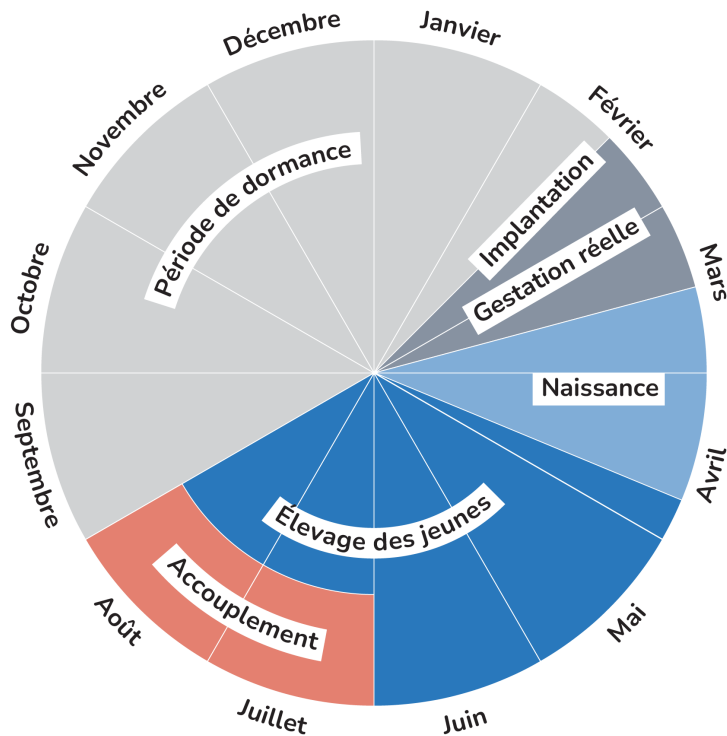 Janvier
Février
Mars
Avril
Mai
Juin
Juillet
Août
Septembre
Octobre
Novembre
Décembre
Période de dormance
Implantation
Gestation réelle
Naissance
Élevage des jeunes
Accouplement